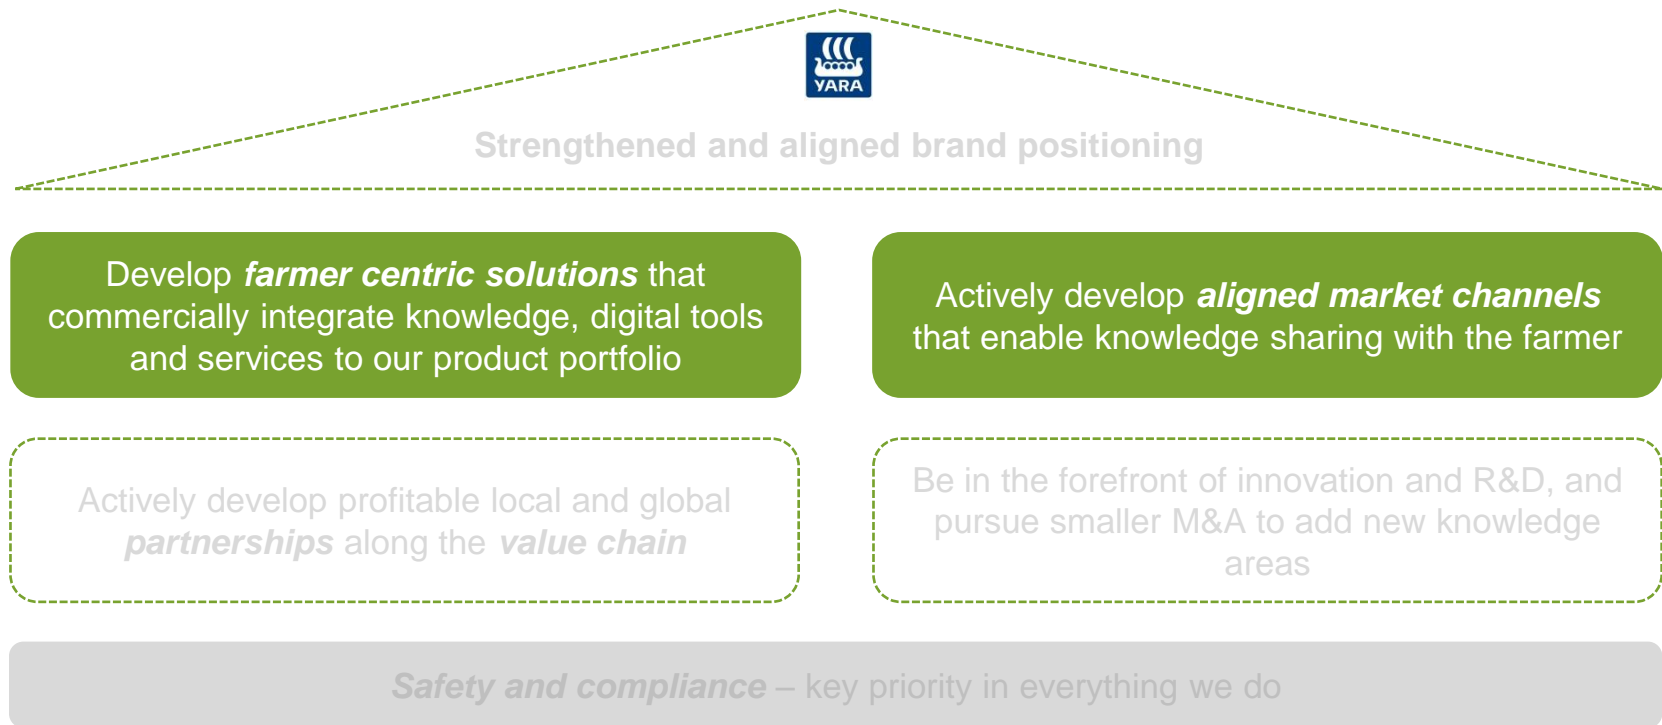 YARA
Strengthened and aligned brand positioning
Develop farmer centric solutions that
commercially integrate knowledge, digital tools
and services to our product portfolio
Actively develop aligned market channels
that enable knowledge sharing with the farmer
Actively develop profitable local and global
partnerships along the value chain
Be in the forefront of innovation and R&D, and
pursue smaller M&A to add new knowledge
areas
Safety and compliance – key priority in everything we do